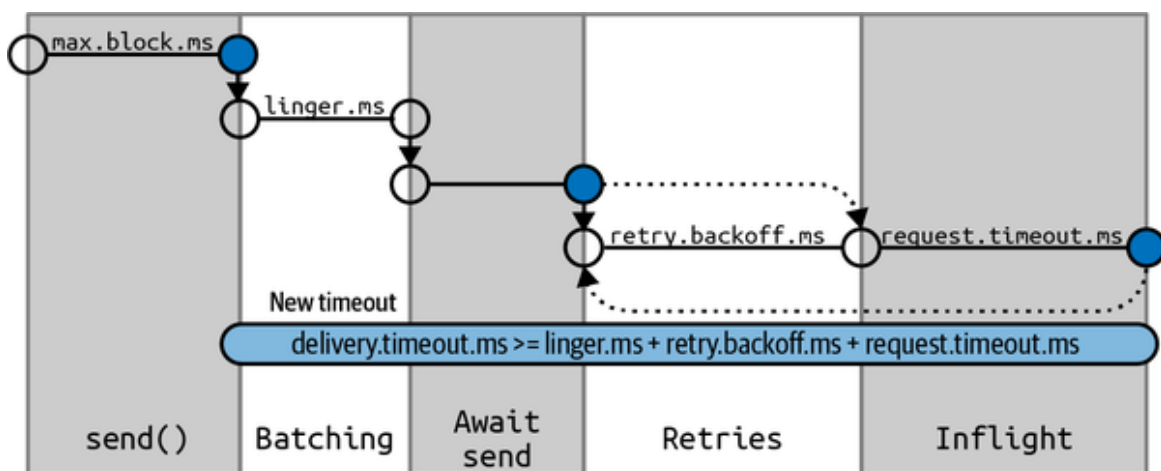 max.block.ms
linger.ms
retry.backoff.ms
request.timeout.ms
New timeout
delivery.timeout.ms >= linger.ms + retry.backoff.ms + request.timeout.ms
send()
Batching
Await
send
Retries
Inflight